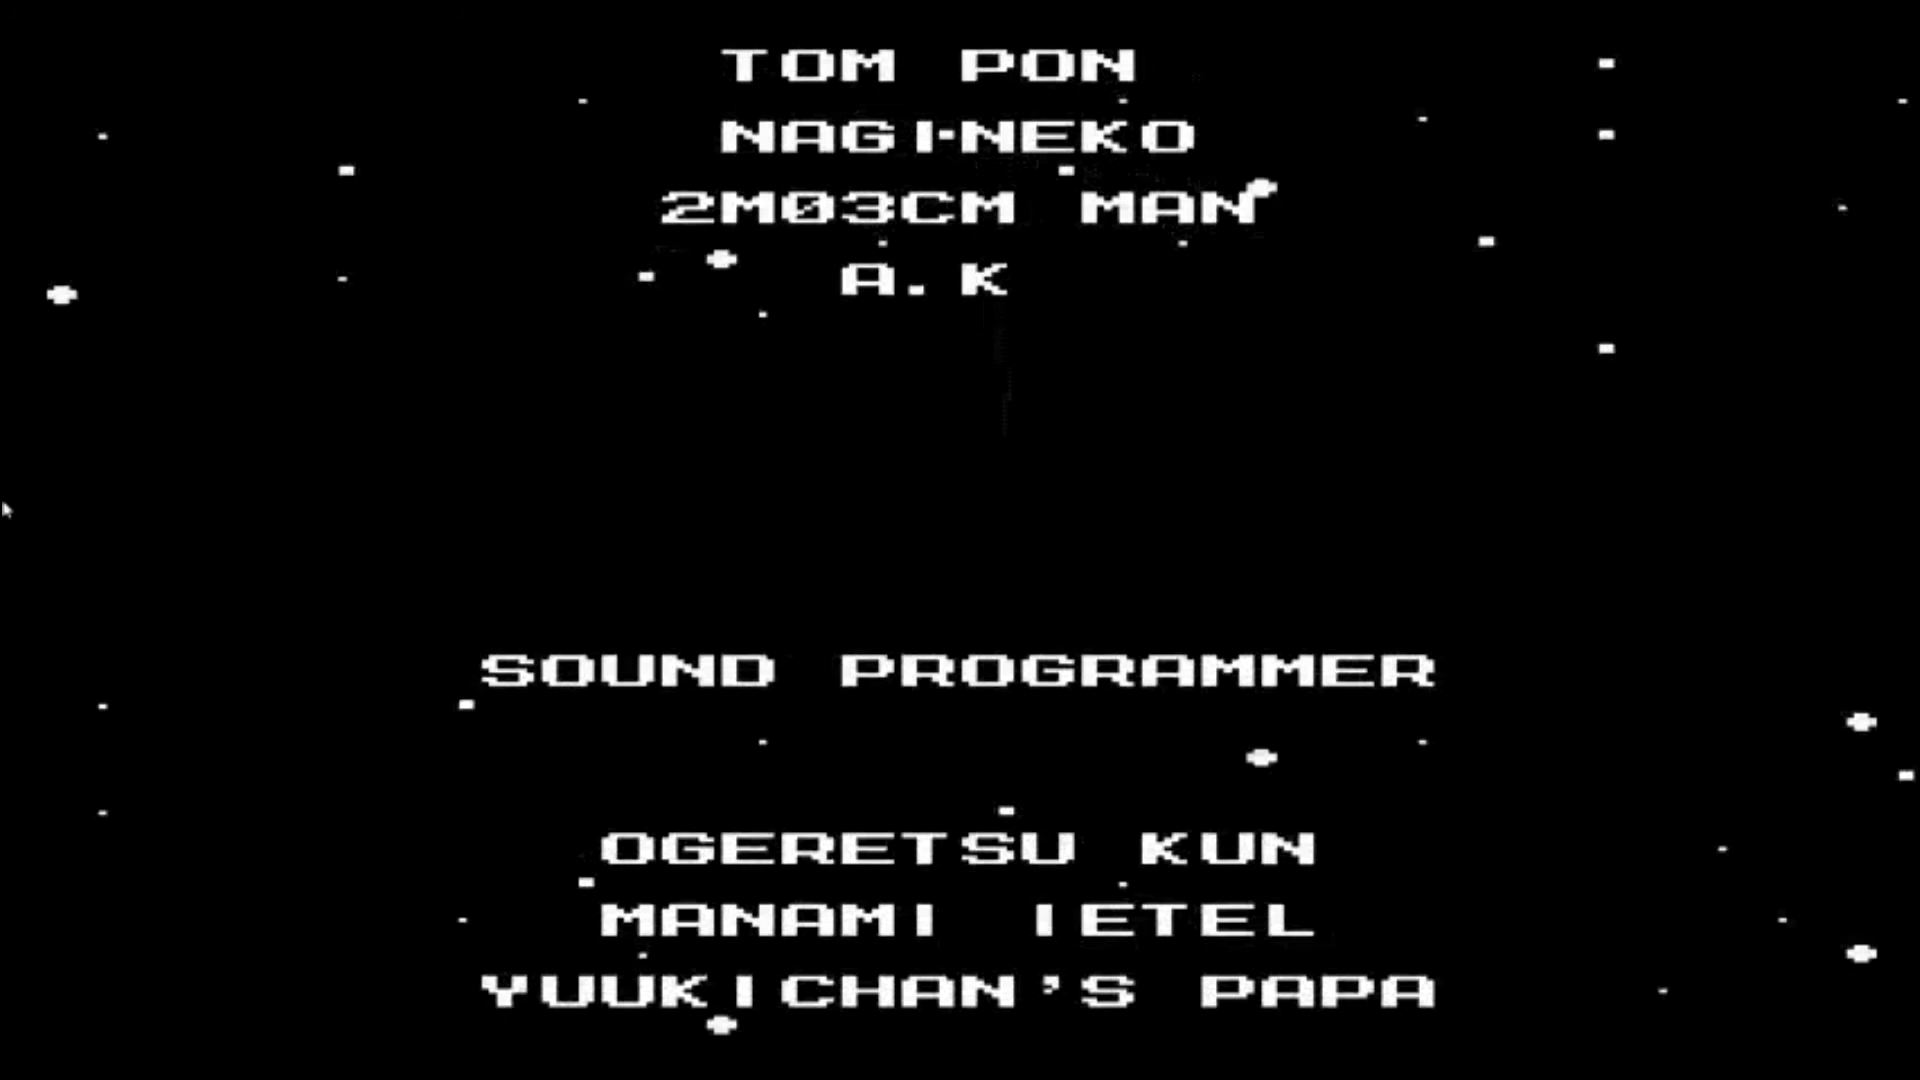 TOM PON
NAGI-NEKO
2M03CM MAN
A.K
SOUND PROGRAMMER
OGERETSU KUN
MANAMI IETEL
YUUKICHAN'S PAPA